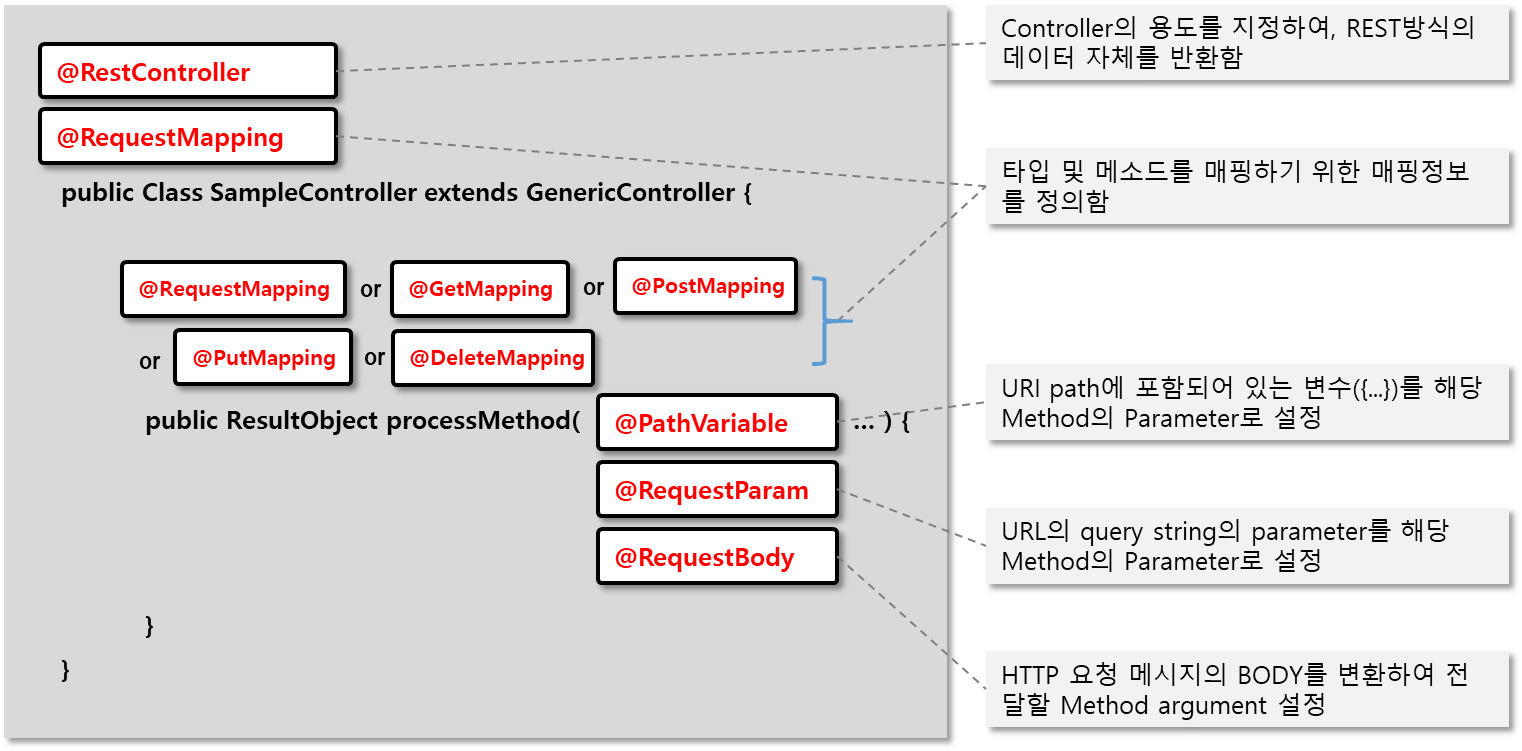 @RestController
@RequestMapping
public Class SampleController extends GenericController {
@RequestMapping or @GetMapping or @PostMapping
or @PutMapping or @DeleteMapping
public ResultObject processMethod( @PathVariable ... ) {
@RequestParam
@RequestBody
}
}
Controller의 용도를 지정하여, REST방식의
데이터 자체를 반환함
타입 및 메소드를 매핑하기 위한 매핑정보
를 정의함
URI path에 포함되어 있는 변수({...})를 해당
Method의 Parameter로 설정
URL의 query string의 parameter를 해당
Method의 Parameter로 설정
HTTP 요청 메시지의 BODY를 변환하여 전
달할 Method argument 설정